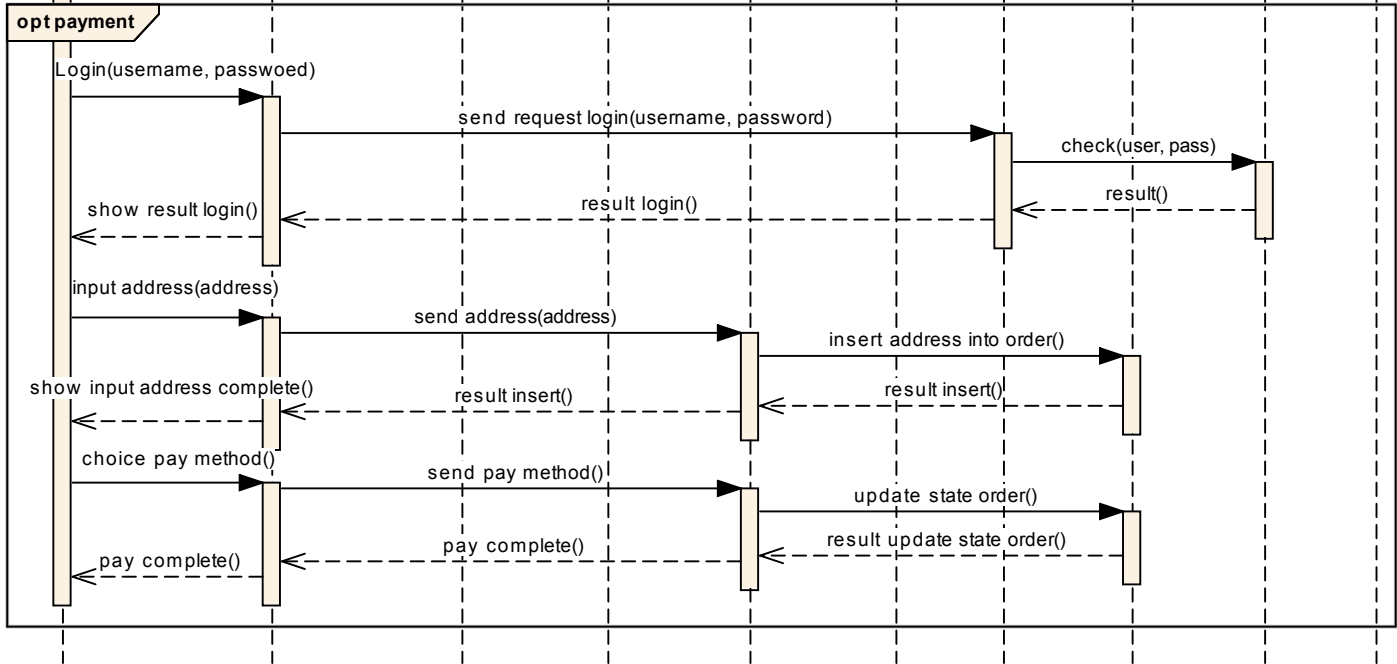 opt payment
Login(username, passwoed)
send request login(username, password)
check(user, pass)
result()
result login()
show result login()
input address(address)
send address(address)
insert address into order()
show input address complete()
result insert()
result insert()
choice pay method()
send pay method()
update state order()
result update state order()
pay complete()
pay complete()